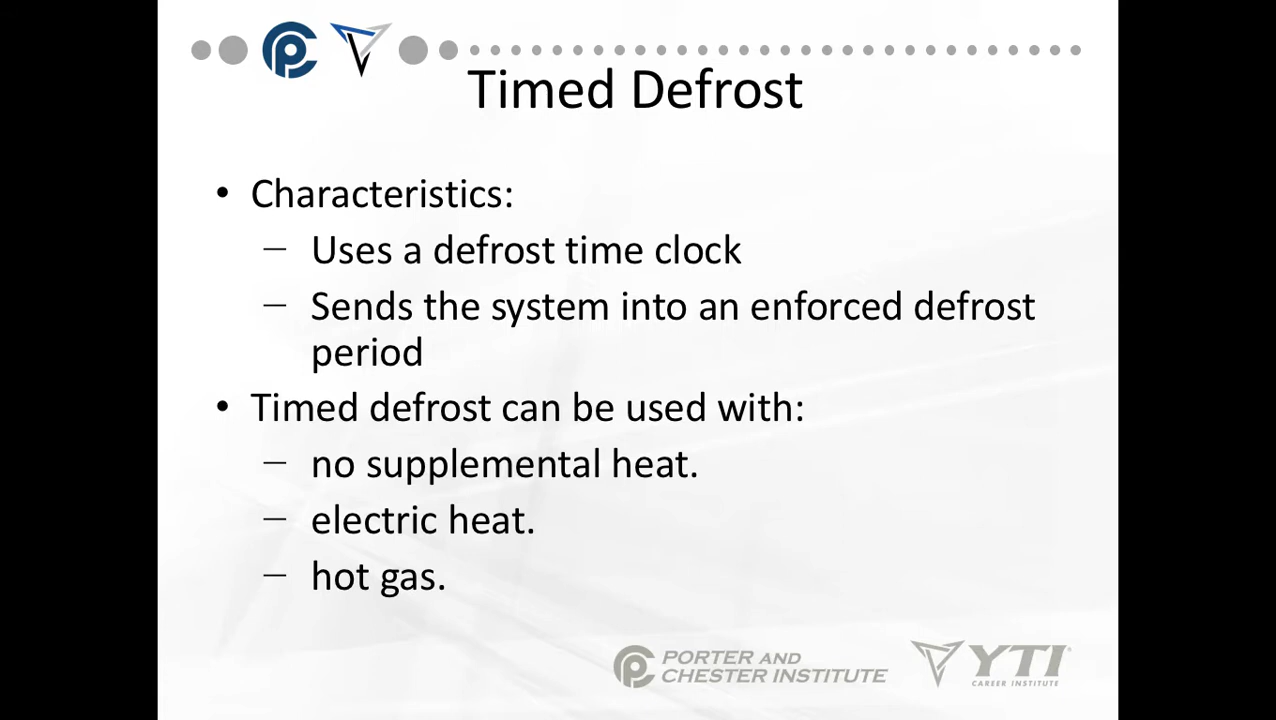 Timed Defrost
• Characteristics:
– Uses a defrost time clock
– Sends the system into an enforced defrost
period
• Timed defrost can be used with:
– no supplemental heat.
– electric heat.
– hot gas.
PORTER AND
CHESTER INSTITUTE
YTI
CAREER INSTITUTE